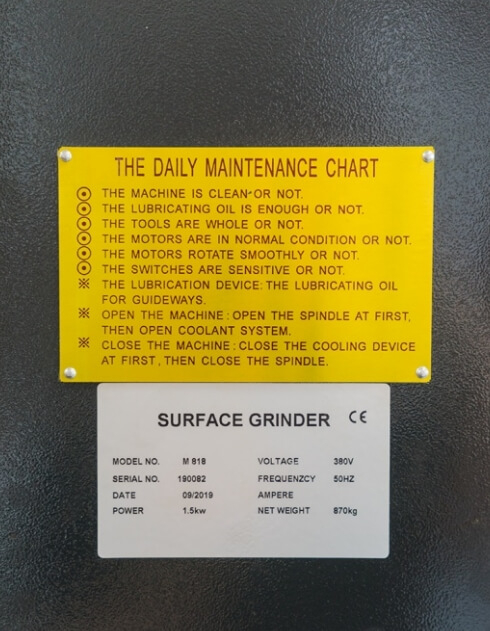 THE DAILY MAINTENANCE CHART
⊙ THE MACHINE IS CLEAN OR NOT.
⊙ THE LUBRICATING OIL IS ENOUGH OR NOT.
⊙ THE TOOLS ARE WHOLE OR NOT.
⊙ THE MOTORS ARE IN NORMAL CONDITION OR NOT.
⊙ THE MOTORS ROTATE SMOOTHLY OR NOT.
⊙ THE SWITCHES ARE SENSITIVE OR NOT.
※ THE LUBRICATION DEVICE: THE LUBRICATING OIL
FOR GUIDEWAYS.
※ OPEN THE MACHINE: OPEN THE SPINDLE AT FIRST,
THEN OPEN COOLANT SYSTEM.
※ CLOSE THE MACHINE: CLOSE THE COOLING DEVICE
AT FIRST, THEN CLOSE THE SPINDLE.
SURFACE GRINDER CE
MODEL NO. M 818 VOLTAGE 380V
SERIAL NO. 190082 FREQUENZCY 50HZ
DATE 09/2019 AMPERE
POWER 1.5kw NET WEIGHT 870kg